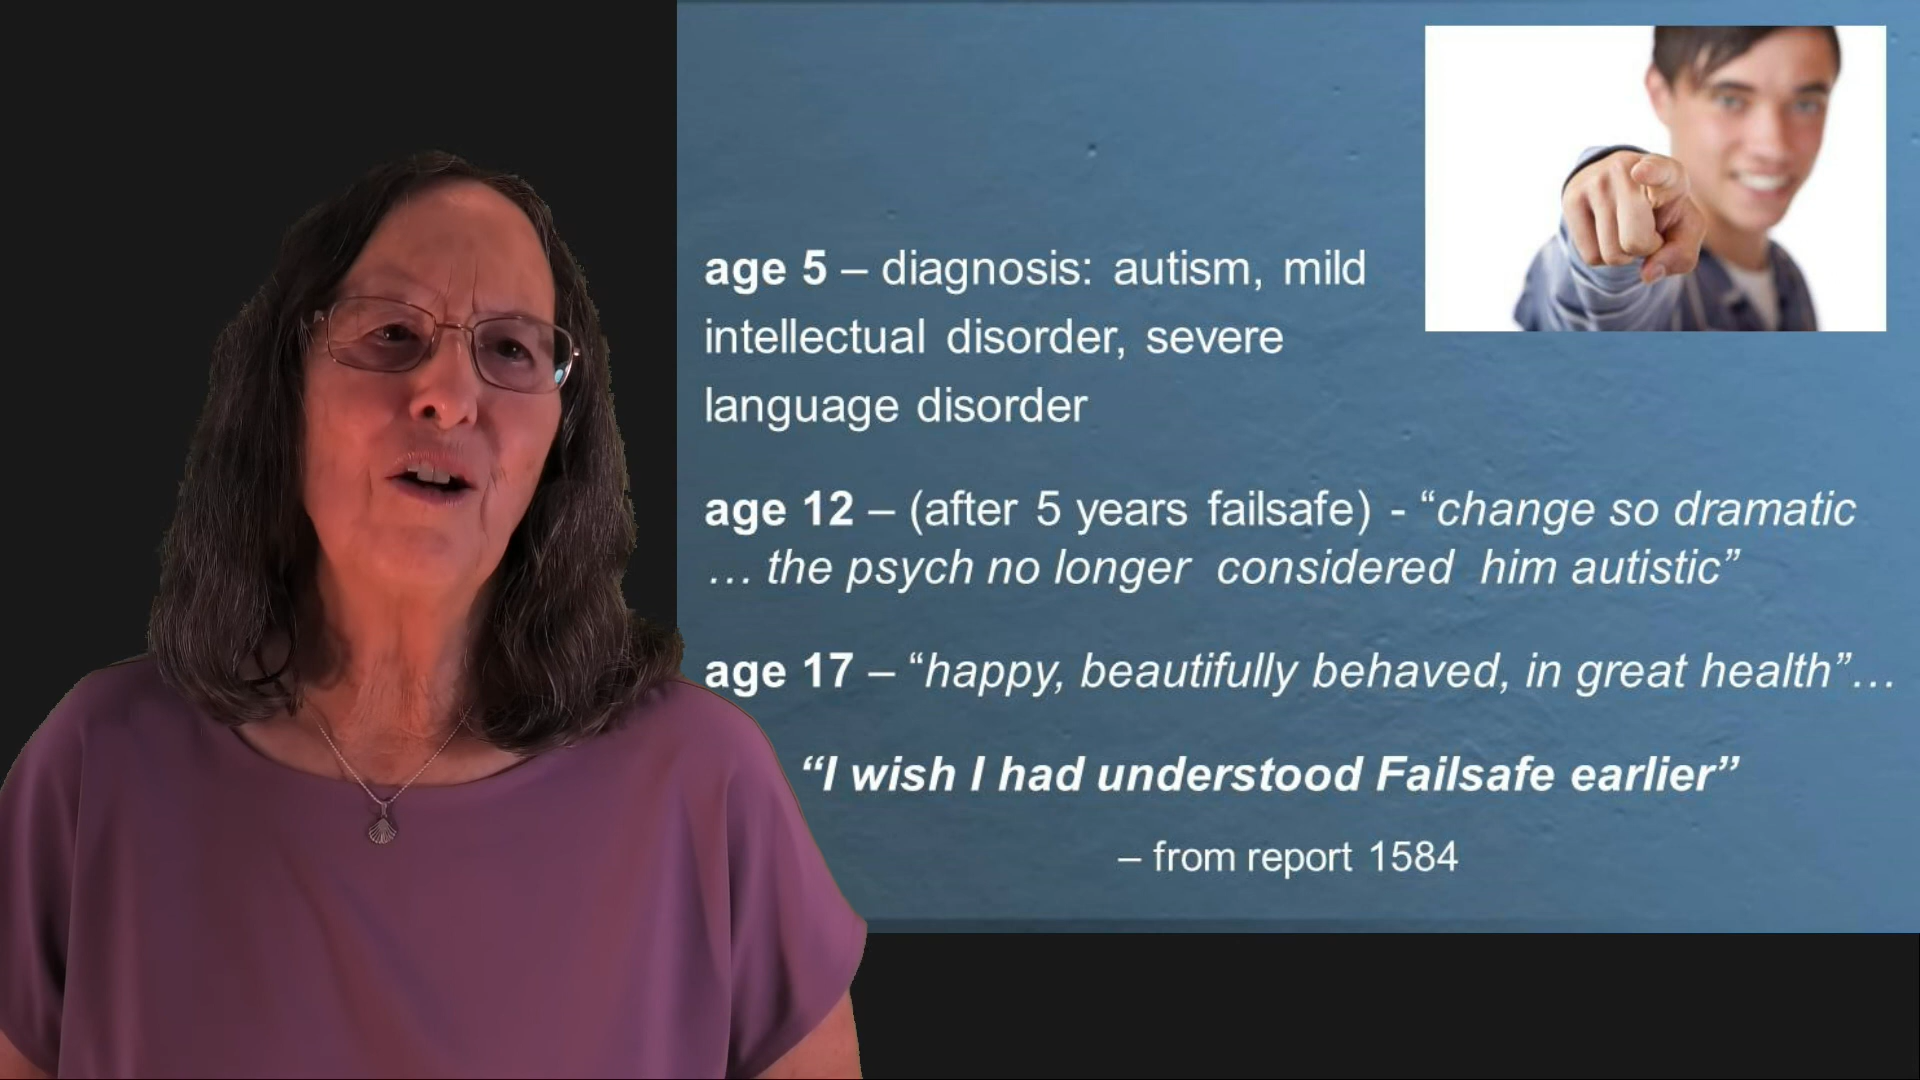 age 5 – diagnosis: autism, mild
intellectual disorder, severe
language disorder
age 12 – (after 5 years failsafe) - “change so dramatic
… the psych no longer considered him autistic”
age 17 – “happy, beautifully behaved, in great health”…
“I wish I had understood Failsafe earlier”
– from report 1584